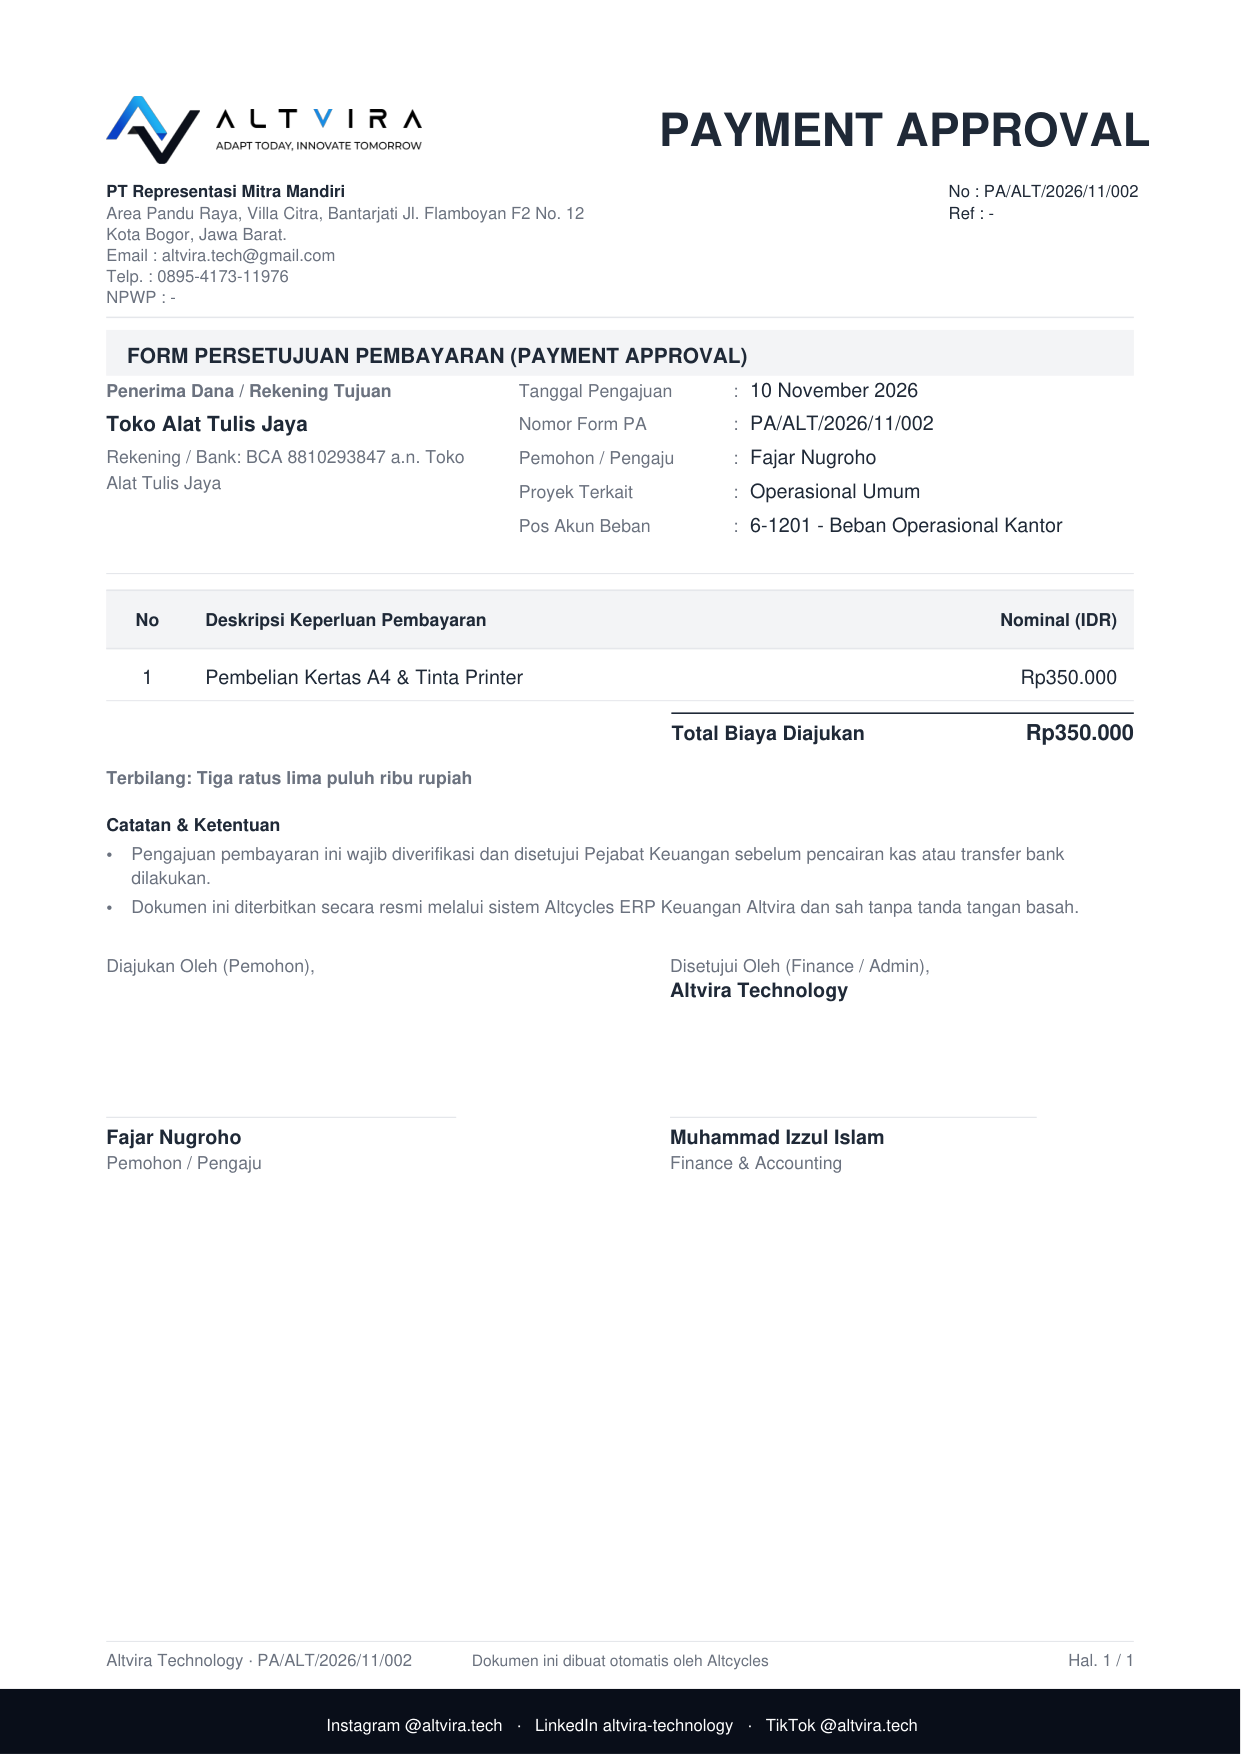 ALTVIRA
ADAPT TODAY, INNOVATE TOMORROW
PAYMENT APPROVAL
PT Representasi Mitra Mandiri
Area Pandu Raya, Villa Citra, Bantarjati Jl. Flamboyan F2 No. 12
Kota Bogor, Jawa Barat.
Email : altvira.tech@gmail.com
Telp. : 0895-4173-11976
NPWP : -
No : PA/ALT/2026/11/002
Ref : -
FORM PERSETUJUAN PEMBAYARAN (PAYMENT APPROVAL)
Penerima Dana / Rekening Tujuan
Toko Alat Tulis Jaya
Rekening / Bank: BCA 8810293847 a.n. Toko
Alat Tulis Jaya
Tanggal Pengajuan : 10 November 2026
Nomor Form PA : PA/ALT/2026/11/002
Pemohon / Pengaju : Fajar Nugroho
Proyek Terkait : Operasional Umum
Pos Akun Beban : 6-1201 - Beban Operasional Kantor
No Deskripsi Keperluan Pembayaran Nominal (IDR)
1 Pembelian Kertas A4 & Tinta Printer Rp350.000
Total Biaya Diajukan Rp350.000
Terbilang: Tiga ratus lima puluh ribu rupiah
Catatan & Ketentuan
• Pengajuan pembayaran ini wajib diverifikasi dan disetujui Pejabat Keuangan sebelum pencairan kas atau transfer bank
dilakukan.
• Dokumen ini diterbitkan secara resmi melalui sistem Altcycles ERP Keuangan Altvira dan sah tanpa tanda tangan basah.
Diajukan Oleh (Pemohon),
Disetujui Oleh (Finance / Admin),
Altvira Technology
Fajar Nugroho
Pemohon / Pengaju
Muhammad Izzul Islam
Finance & Accounting
Altvira Technology · PA/ALT/2026/11/002 Dokumen ini dibuat otomatis oleh Altcycles Hal. 1 / 1
Instagram @altvira.tech · LinkedIn altvira-technology · TikTok @altvira.tech